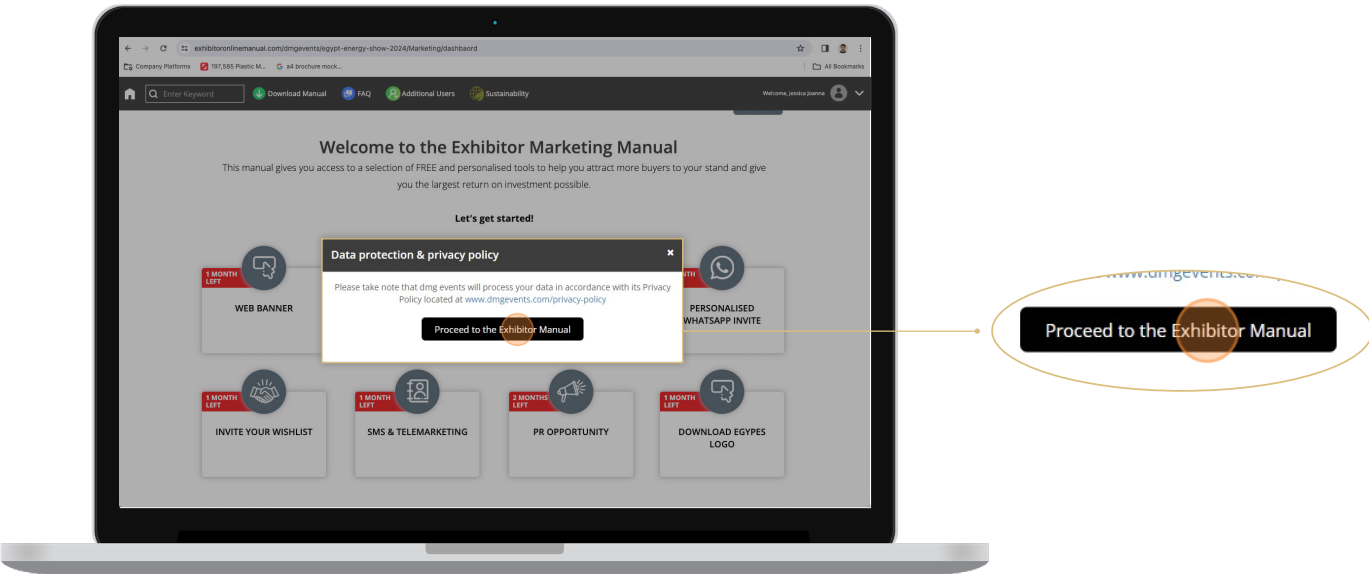 exhibitoronlinemanual.com/dmgevents/egypt-energy-show-2024/Marketing/dashbaord
Company Platforms 197,585 Plastic M... a4 brochure mock... All Bookmarks
Enter Keyword Download Manual FAQ Additional Users Sustainability Welcome, Jessica Joanna
Welcome to the Exhibitor Marketing Manual
This manual gives you access to a selection of FREE and personalised tools to help you attract more buyers to your stand and give
you the largest return on investment possible.
Let's get started!
Data protection & privacy policy
Please take note that dmg events will process your data in accordance with its Privacy
Policy located at www.dmgevents.com/privacy-policy
Proceed to the Exhibitor Manual
1 MONTH
LEFT
WEB BANNER
PERSONALISED
WHATSAPP INVITE
1 MONTH
LEFT
INVITE YOUR WISHLIST
1 MONTH
LEFT
SMS & TELEMARKETING
2 MONTHS
LEFT
PR OPPORTUNITY
1 MONTH
LEFT
DOWNLOAD EGYPES
LOGO
Proceed to the Exhibitor Manual